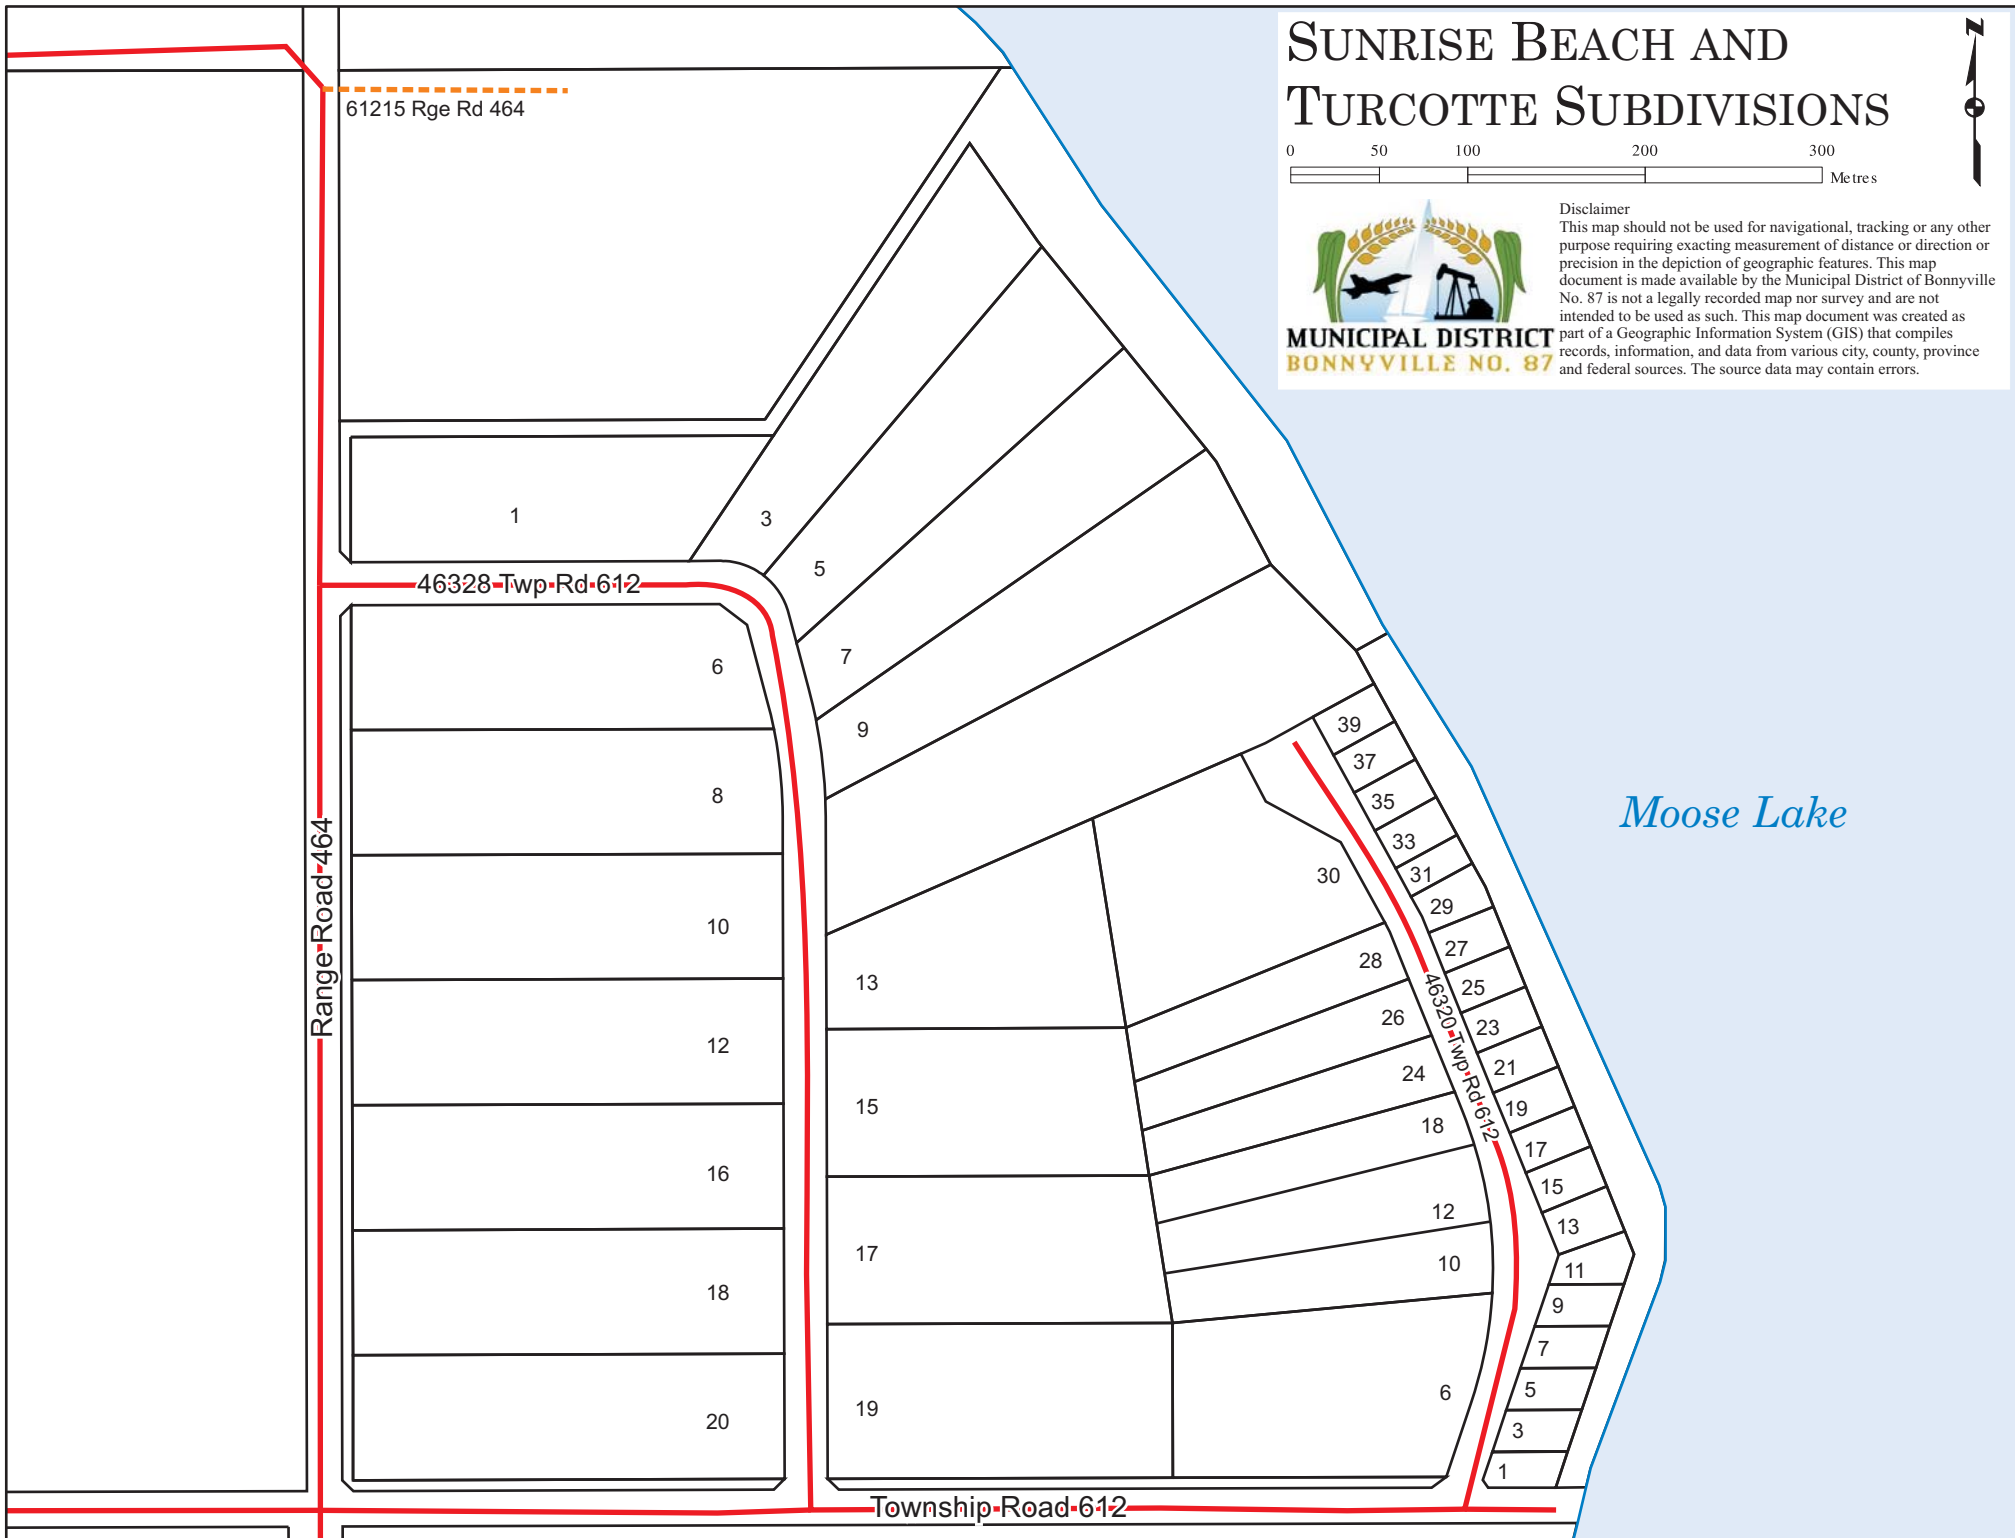 SUNRISE BEACH AND
TURCOTTE SUBDIVISIONS
N
0 50 100 200 300
Metres
Disclaimer
This map should not be used for navigational, tracking or any other
purpose requiring exacting measurement of distance or direction or
precision in the depiction of geographic features. This map
document is made available by the Municipal District of Bonnyville
No. 87 is not a legally recorded map nor survey and are not
intended to be used as such. This map document was created as
part of a Geographic Information System (GIS) that compiles
records, information, and data from various city, county, province
and federal sources. The source data may contain errors.
MUNICIPAL DISTRICT
BONNYVILLE NO. 87
61215 Rge Rd 464
1
3
5
46328 Twp Rd 612
7
6
9
8
10
12
16
18
20
Range Road 464
13
15
17
19
39
37
35
33
31
29
27
25
23
21
19
17
15
13
11
9
7
5
3
1
30
28
26
24
18
12
10
6
46320 Twp Rd 612
Moose Lake
Township Road 612